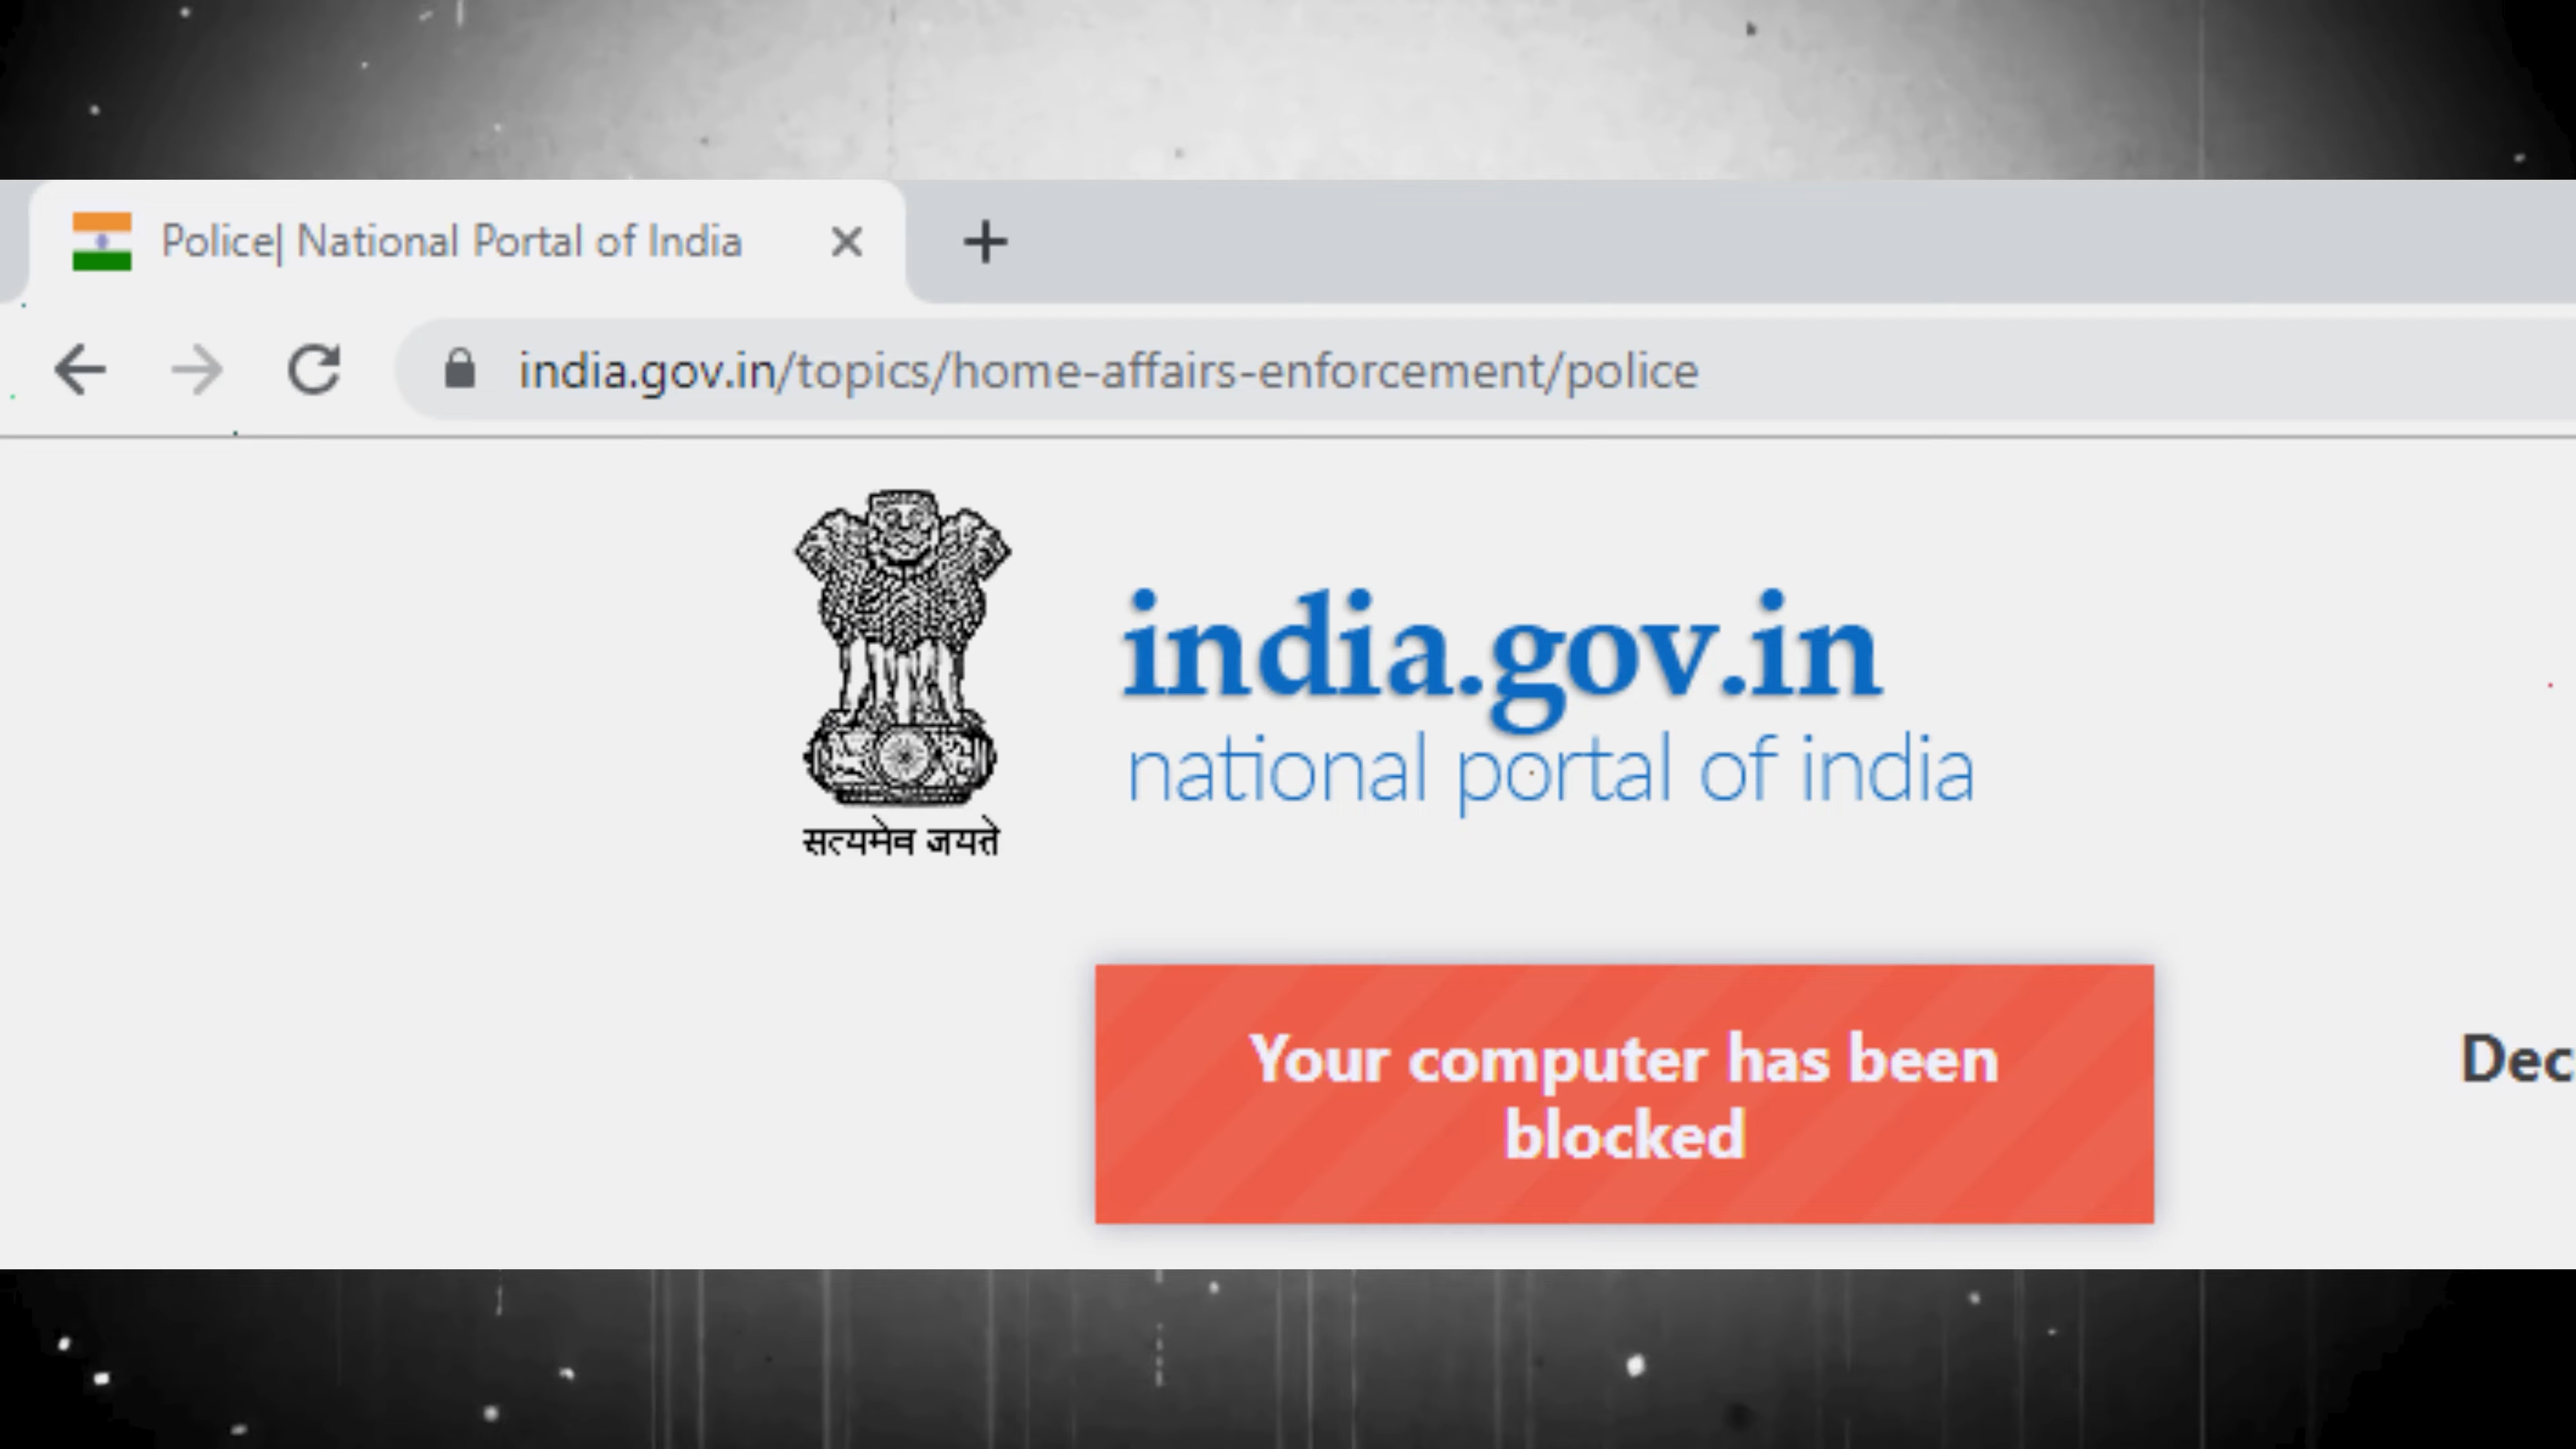 Police| National Portal of India
india.gov.in/topics/home-affairs-enforcement/police
सत्यमेव जयते
india.gov.in
national portal of india
Your computer has been
blocked
Dec